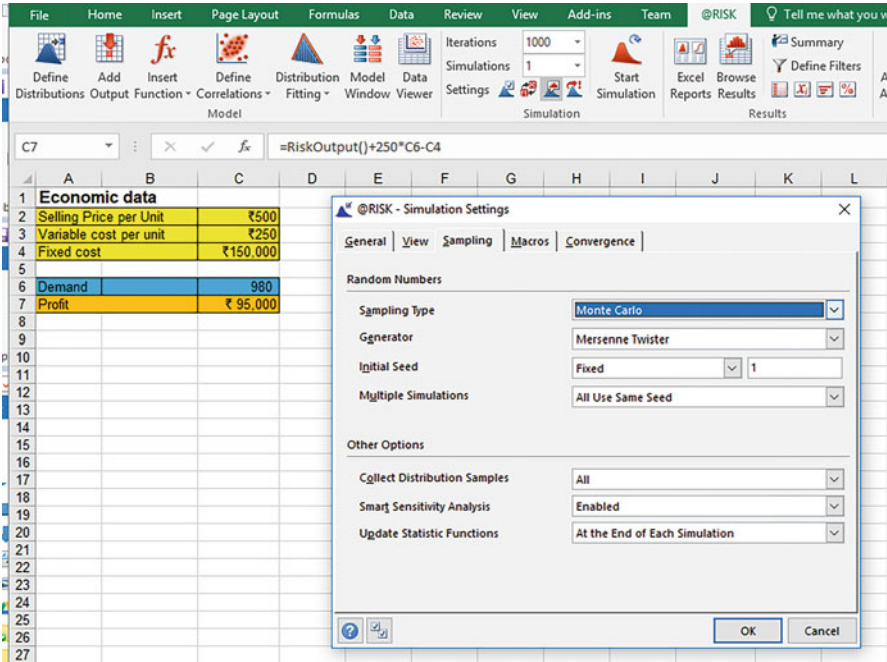 File Home Insert Page Layout Formulas Data Review View Add-ins Team @RISK Tell me what you w
Define Distributions
Add Output
Insert Function
Define Correlations
Distribution Fitting
Model Window
Data Viewer
Model
Iterations 1000
Simulations 1
Settings
Start Simulation
Simulation
Excel Reports
Browse Results
Summary
Define Filters
Results
C7 fx =RiskOutput()+250*C6-C4
A B C D E F G H I J K L
1 Economic data
2 Selling Price per Unit ₹500
3 Variable cost per unit ₹250
4 Fixed cost ₹150,000
5
6 Demand 980
7 Profit ₹ 95,000
8
9
10
11
12
13
14
15
16
17
18
19
20
21
22
23
24
25
26
27
@RISK - Simulation Settings
General View Sampling Macros Convergence
Random Numbers
Sampling Type Monte Carlo
Generator Mersenne Twister
Initial Seed Fixed 1
Multiple Simulations All Use Same Seed
Other Options
Collect Distribution Samples All
Smart Sensitivity Analysis Enabled
Update Statistic Functions At the End of Each Simulation
OK Cancel